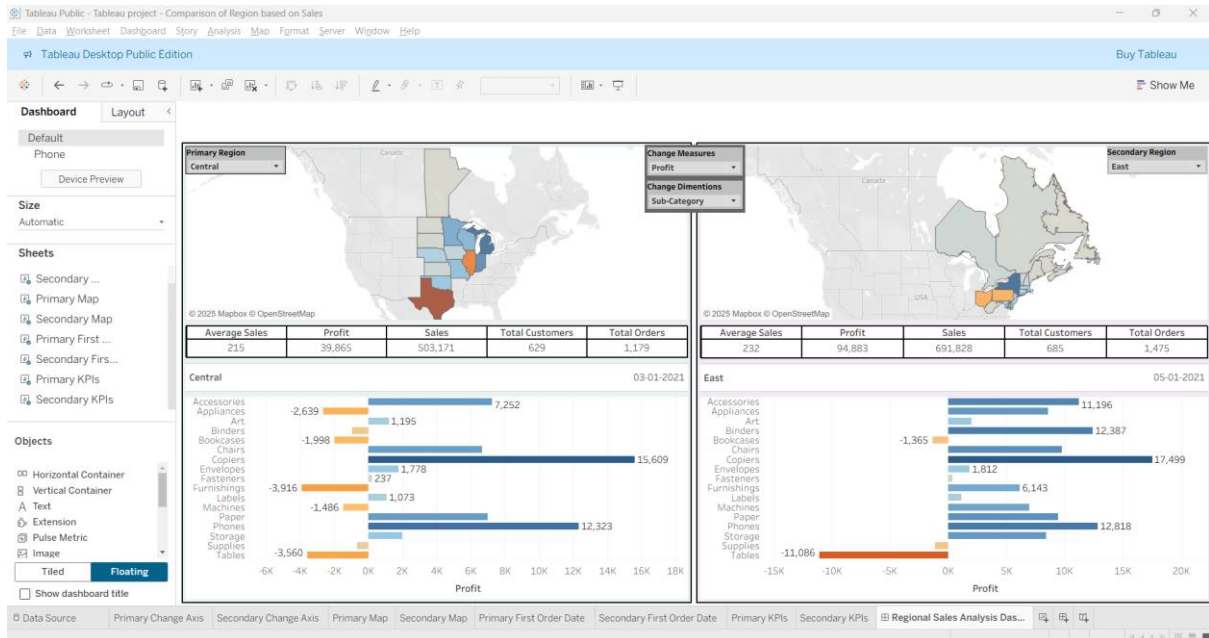 Tableau Public - Tableau project - Comparison of Region based on Sales
File Data Worksheet Dashboard Story Analysis Map Format Server Window Help
Tableau Desktop Public Edition Buy Tableau
Show Me
Dashboard Layout
Default
Phone
Device Preview
Size
Automatic
Sheets
Secondary ...
Primary Map
Secondary Map
Primary First ...
Secondary Firs...
Primary KPIs
Secondary KPIs
Objects
Horizontal Container
Vertical Container
A Text
Extension
Pulse Metric
Image
Tiled Floating
Show dashboard title
Primary Region
Central
Canada
© 2025 Mapbox © OpenStreetMap
Change Measures
Profit
Change Dimentions
Sub-Category
Secondary Region
East
Canada
USA
© 2025 Mapbox © OpenStreetMap
Average Sales Profit Sales Total Customers Total Orders
215 39,865 503,171 629 1,179
Central 03-01-2021
Accessories 7,252
Appliances -2,639
Art 1,195
Binders
Bookcases -1,998
Chairs
Copiers 15,609
Envelopes 1,778
Fasteners 237
Furnishings -3,916
Labels 1,073
Machines -1,486
Paper
Phones 12,323
Storage
Supplies
Tables -3,560
-6K -4K -2K 0K 2K 4K 6K 8K 10K 12K 14K 16K 18K
Profit
Average Sales Profit Sales Total Customers Total Orders
232 94,883 691,828 685 1,475
East 05-01-2021
Accessories 11,196
Appliances
Art
Binders 12,387
Bookcases -1,365
Chairs
Copiers 17,499
Envelopes 1,812
Fasteners
Furnishings 6,143
Labels
Machines
Paper
Phones 12,818
Storage
Supplies
Tables -11,086
-15K -10K -5K 0K 5K 10K 15K 20K
Profit
Data Source Primary Change Axis Secondary Change Axis Primary Map Secondary Map Primary First Order Date Secondary First Order Date Primary KPIs Secondary KPIs Regional Sales Analysis Das...